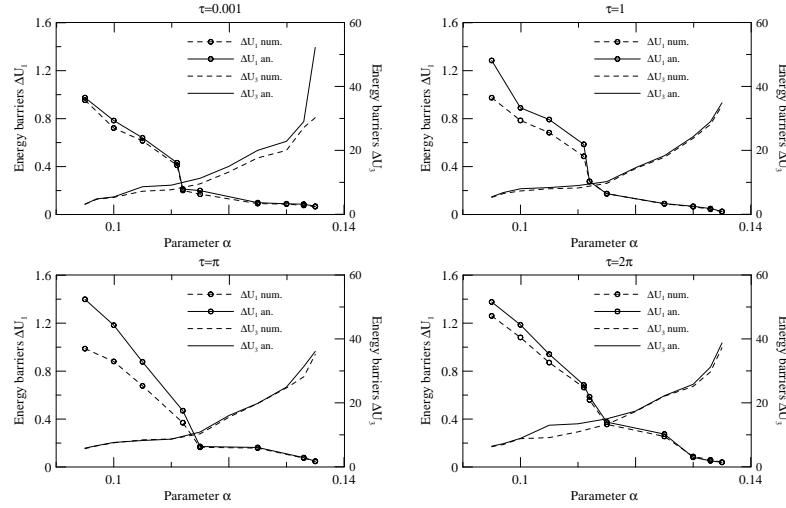 τ=0.001
1.6
1.2
0.8
0.4
0
60
40
20
0
0.1
0.14
Energy barriers ΔU₁
Energy barriers ΔU₃
Parameter α
ΔU₁ num.
ΔU₁ an.
ΔU₃ num.
ΔU₃ an.
τ=1
1.6
1.2
0.8
0.4
0
60
40
20
0
0.1
0.14
Energy barriers ΔU₁
Energy barriers ΔU₃
Parameter α
ΔU₁ num.
ΔU₁ an.
ΔU₃ num.
ΔU₃ an.
τ=π
1.6
1.2
0.8
0.4
0
60
40
20
0
0.1
0.14
Energy barriers ΔU₁
Energy barriers ΔU₃
Parameter α
ΔU₁ num.
ΔU₁ an.
ΔU₃ num.
ΔU₃ an.
τ=2π
1.6
1.2
0.8
0.4
0
60
40
20
0
0.1
0.14
Energy barriers ΔU₁
Energy barriers ΔU₃
Parameter α
ΔU₁ num.
ΔU₁ an.
ΔU₃ num.
ΔU₃ an.